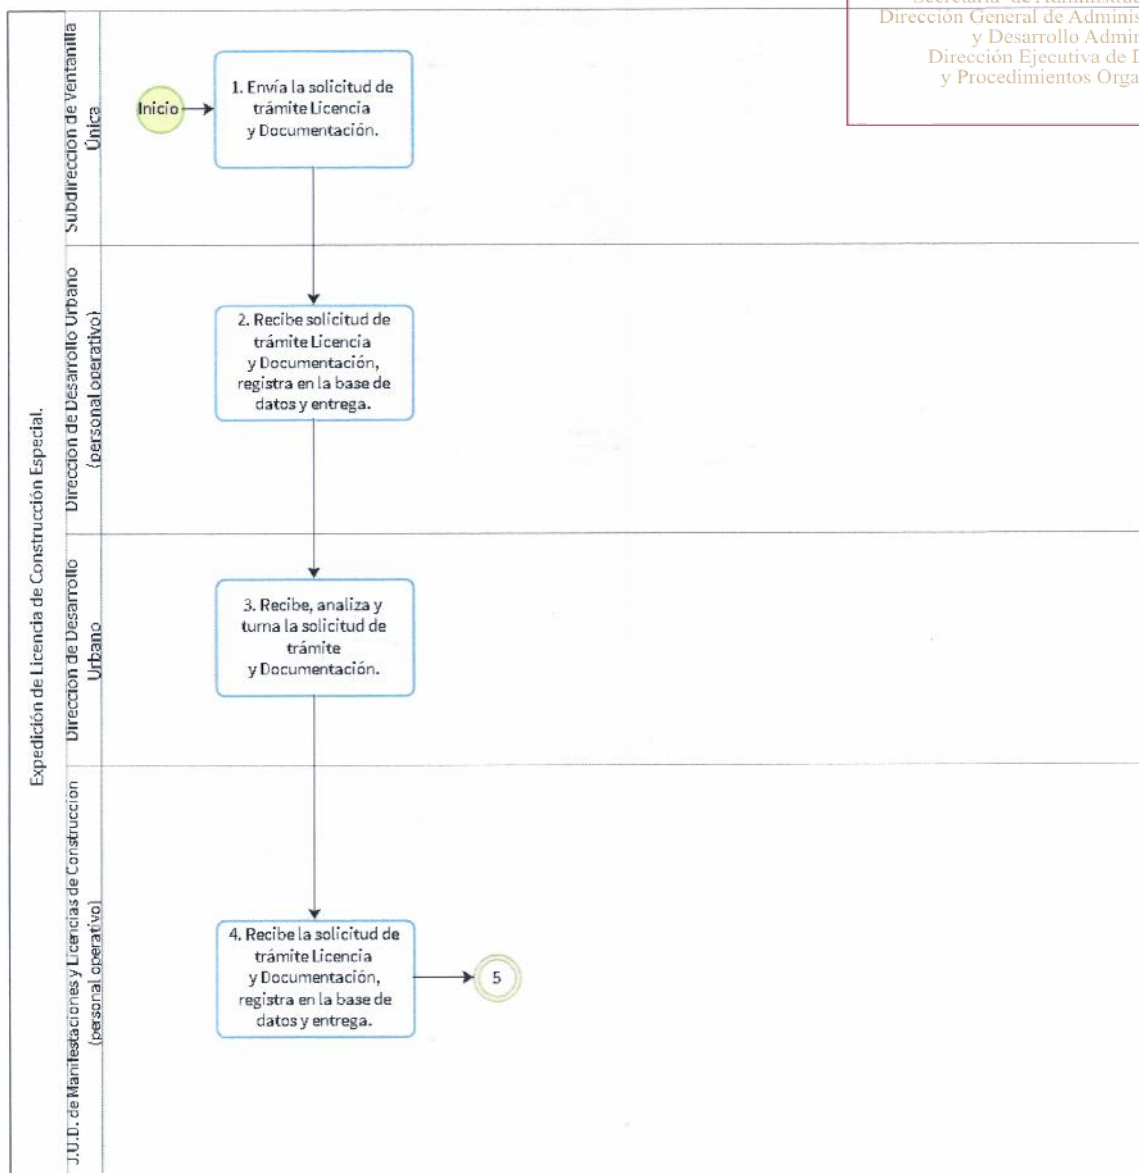 Dirección General de Adminis
y Desarrollo Admin
Dirección Ejecutiva de D
y Procedimientos Orga
Expedición de Licencia de Construcción Especial.
Subdireccion de Ventanilla
Única
Inicio
1. Envía la solicitud de
trámite Licencia
y Documentación.
Direccion de Desarrollo Urbano
(personal operativo)
2. Recibe solicitud de
trámite Licencia
y Documentación,
registra en la base de
datos y entrega.
Direccion de Desarrollo
Urbano
3. Recibe, analiza y
turna la solicitud de
trámite
y Documentación.
J.U.D. de Manifestaciones y Licencias de Construccion
(personal operativo)
4. Recibe la solicitud de
trámite Licencia
y Documentación,
registra en la base de
datos y entrega.
5